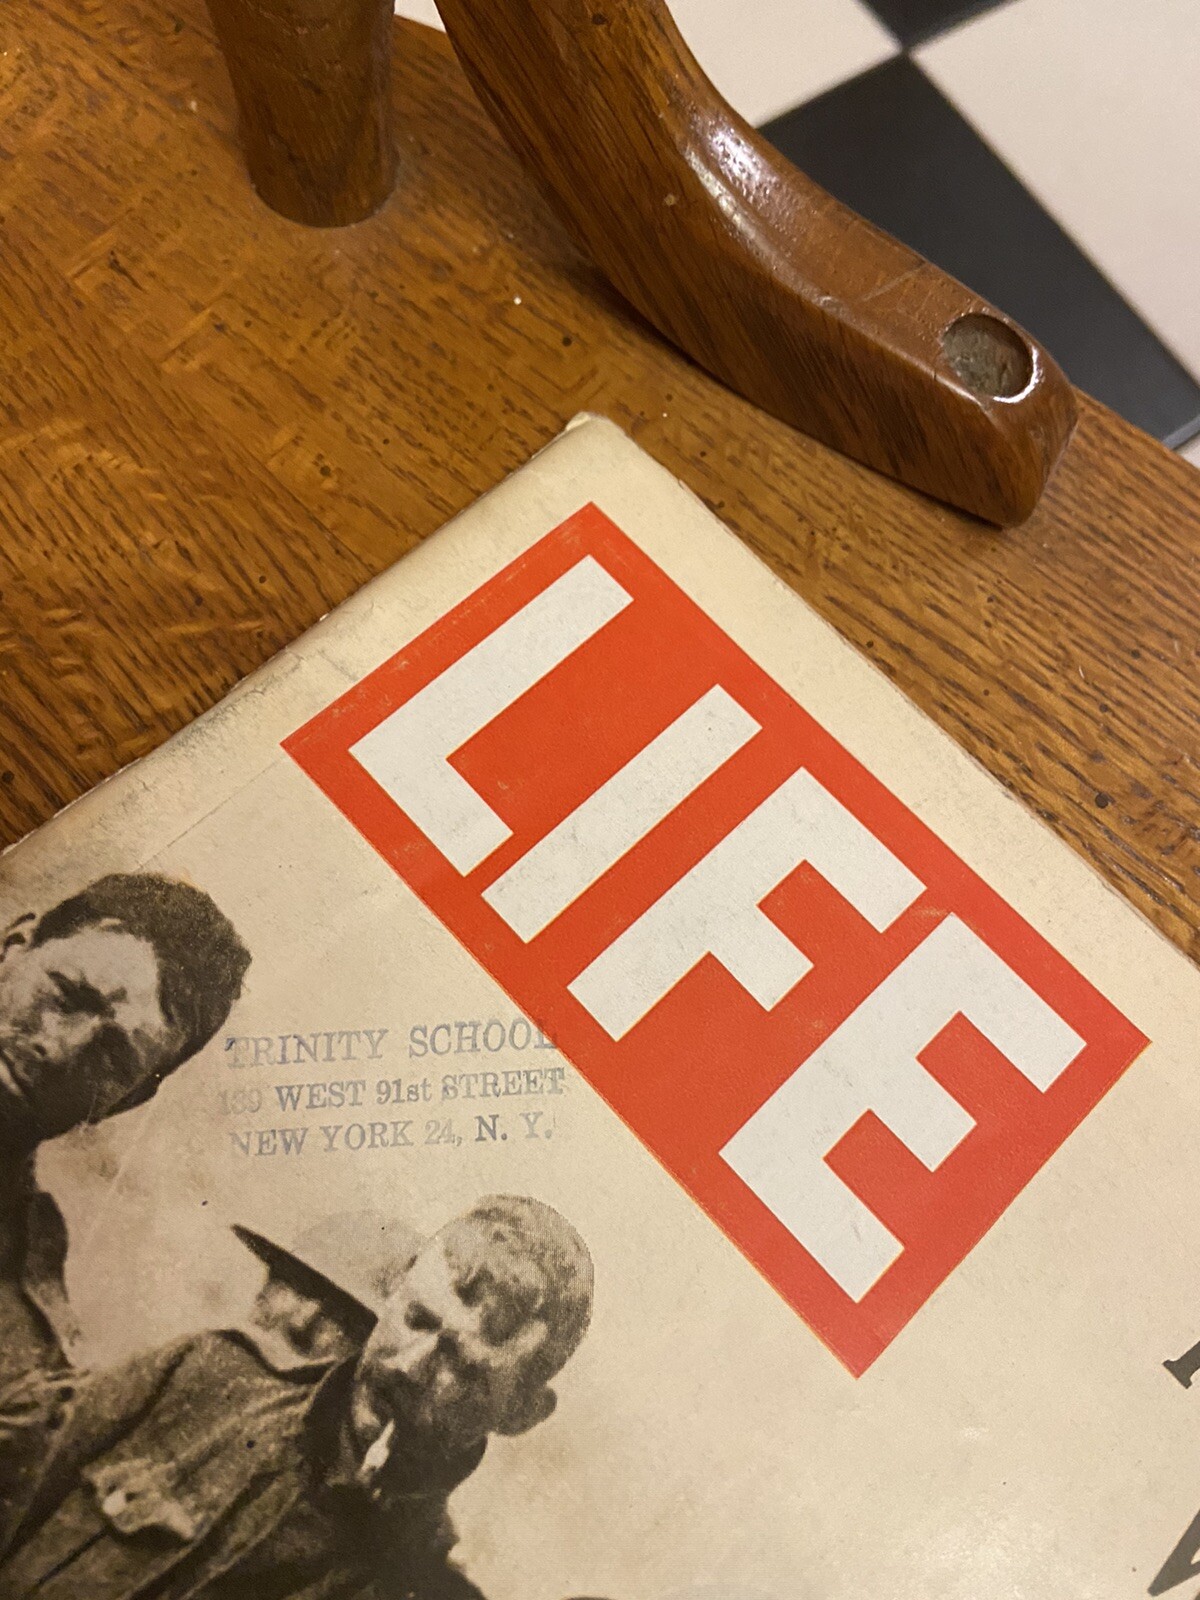 LIFE
TRINITY SCHOOL
139 WEST 91st STREET
NEW YORK 24, N. Y.